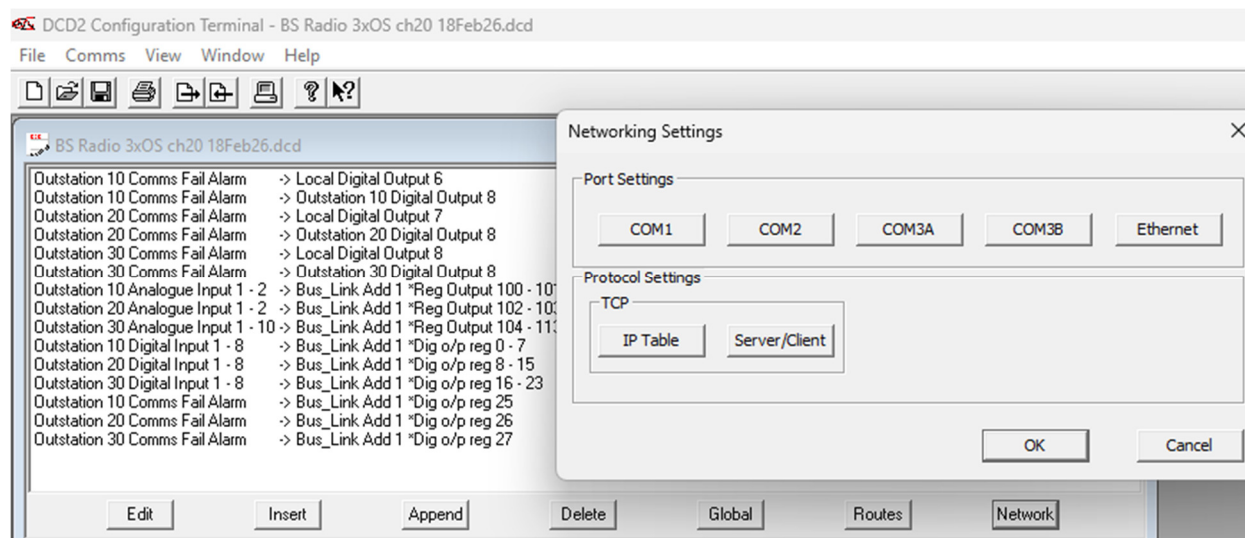 DCD2 Configuration Terminal - BS Radio 3xOS ch20 18Feb26.dcd
File Comms View Window Help
BS Radio 3xOS ch20 18Feb26.dcd
Outstation 10 Comms Fail Alarm -> Local Digital Output 6
Outstation 10 Comms Fail Alarm -> Outstation 10 Digital Output 8
Outstation 20 Comms Fail Alarm -> Local Digital Output 7
Outstation 20 Comms Fail Alarm -> Outstation 20 Digital Output 8
Outstation 30 Comms Fail Alarm -> Local Digital Output 8
Outstation 30 Comms Fail Alarm -> Outstation 30 Digital Output 8
Outstation 10 Analogue Input 1 - 2 -> Bus_Link Add 1 *Reg Output 100 - 10
Outstation 20 Analogue Input 1 - 2 -> Bus_Link Add 1 *Reg Output 102 - 10
Outstation 30 Analogue Input 1 - 10 -> Bus_Link Add 1 *Reg Output 104 - 11
Outstation 10 Digital Input 1 - 8 -> Bus_Link Add 1 *Dig o/p reg 0 - 7
Outstation 20 Digital Input 1 - 8 -> Bus_Link Add 1 *Dig o/p reg 8 - 15
Outstation 30 Digital Input 1 - 8 -> Bus_Link Add 1 *Dig o/p reg 16 - 23
Outstation 10 Comms Fail Alarm -> Bus_Link Add 1 *Dig o/p reg 25
Outstation 20 Comms Fail Alarm -> Bus_Link Add 1 *Dig o/p reg 26
Outstation 30 Comms Fail Alarm -> Bus_Link Add 1 *Dig o/p reg 27
Edit Insert Append Delete Global Routes Network
Networking Settings
Port Settings
COM1 COM2 COM3A COM3B Ethernet
Protocol Settings
TCP
IP Table Server/Client
OK Cancel